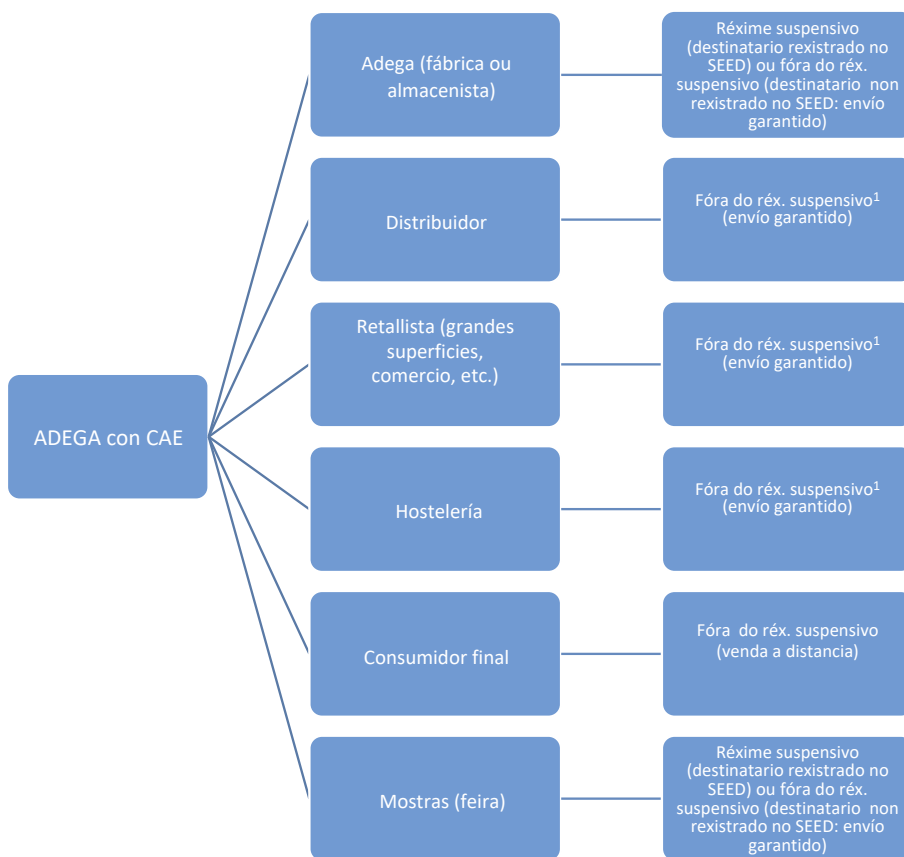 ADEGA con CAE
Adega (fábrica ou
almacenista)
Réxime suspensivo
(destinatario rexistrado no
SEED) ou fóra do réx.
suspensivo (destinatario non
rexistrado no SEED: envío
garantido)
Distribuidor
Fóra do réx. suspensivo1
(envío garantido)
Retallista (grandes
superficies,
comercio, etc.)
Fóra do réx. suspensivo1
(envío garantido)
Hostelería
Fóra do réx. suspensivo1
(envío garantido)
Consumidor final
Fóra do réx. suspensivo
(venda a distancia)
Mostras (feira)
Réxime suspensivo
(destinatario rexistrado no
SEED) ou fóra do réx.
suspensivo (destinatario non
rexistrado no SEED: envío
garantido)